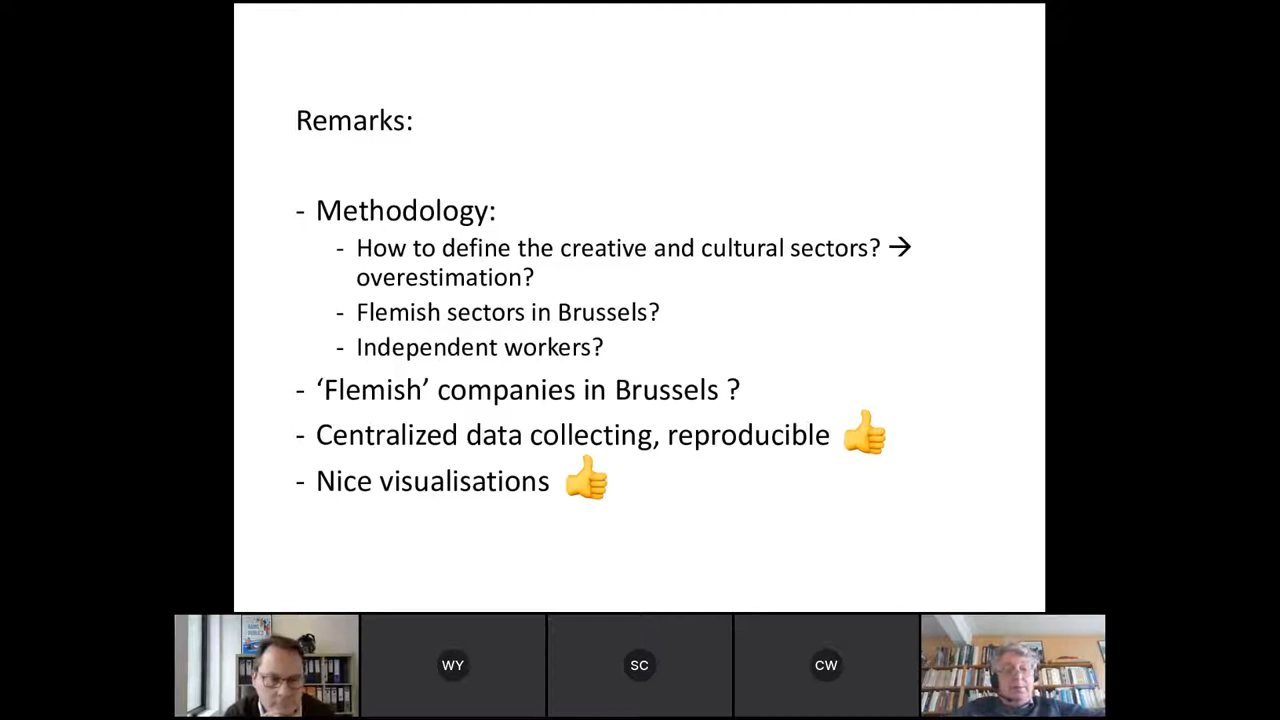 Remarks:
- Methodology:
- How to define the creative and cultural sectors? →
overestimation?
- Flemish sectors in Brussels?
- Independent workers?
- ‘Flemish’ companies in Brussels ?
- Centralized data collecting, reproducible 👍
- Nice visualisations 👍
WY
SC
CW